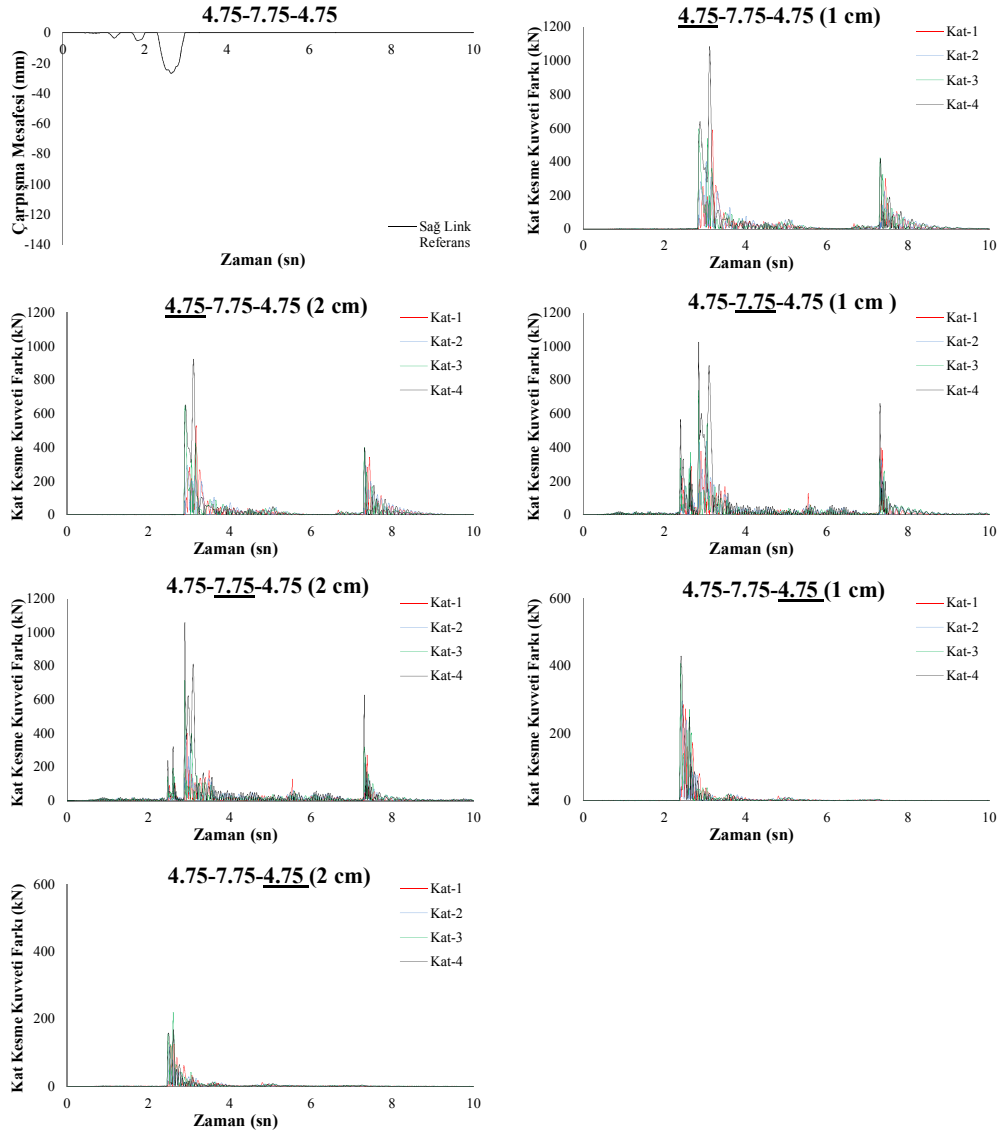 4.75-7.75-4.75
Çarpışma Mesafesi (mm)
0
-20
-40
-60
-80
-100
-120
-140
0 2 4 6 8 10
Sağ Link
Referans
Zaman (sn)
4.75-7.75-4.75 (1 cm)
Kat Kesme Kuvveti Farkı (kN)
1200
1000
800
600
400
200
0
0 2 4 6 8 10
Kat-1
Kat-2
Kat-3
Kat-4
Zaman (sn)
4.75-7.75-4.75 (2 cm)
Kat Kesme Kuvveti Farkı (kN)
1200
1000
800
600
400
200
0
0 2 4 6 8 10
Kat-1
Kat-2
Kat-3
Kat-4
Zaman (sn)
4.75-7.75-4.75 (1 cm )
Kat Kesme Kuvveti Farkı (kN)
1200
1000
800
600
400
200
0
0 2 4 6 8 10
Kat-1
Kat-2
Kat-3
Kat-4
Zaman (sn)
4.75-7.75-4.75 (2 cm)
Kat Kesme Kuvveti Farkı (kN)
1200
1000
800
600
400
200
0
0 2 4 6 8 10
Kat-1
Kat-2
Kat-3
Kat-4
Zaman (sn)
4.75-7.75-4.75 (1 cm)
Kat Kesme Kuvveti Farkı (kN)
600
400
200
0
0 2 4 6 8 10
Kat-1
Kat-2
Kat-3
Kat-4
Zaman (sn)
4.75-7.75-4.75 (2 cm)
Kat Kesme Kuvveti Farkı (kN)
600
400
200
0
0 2 4 6 8 10
Kat-1
Kat-2
Kat-3
Kat-4
Zaman (sn)